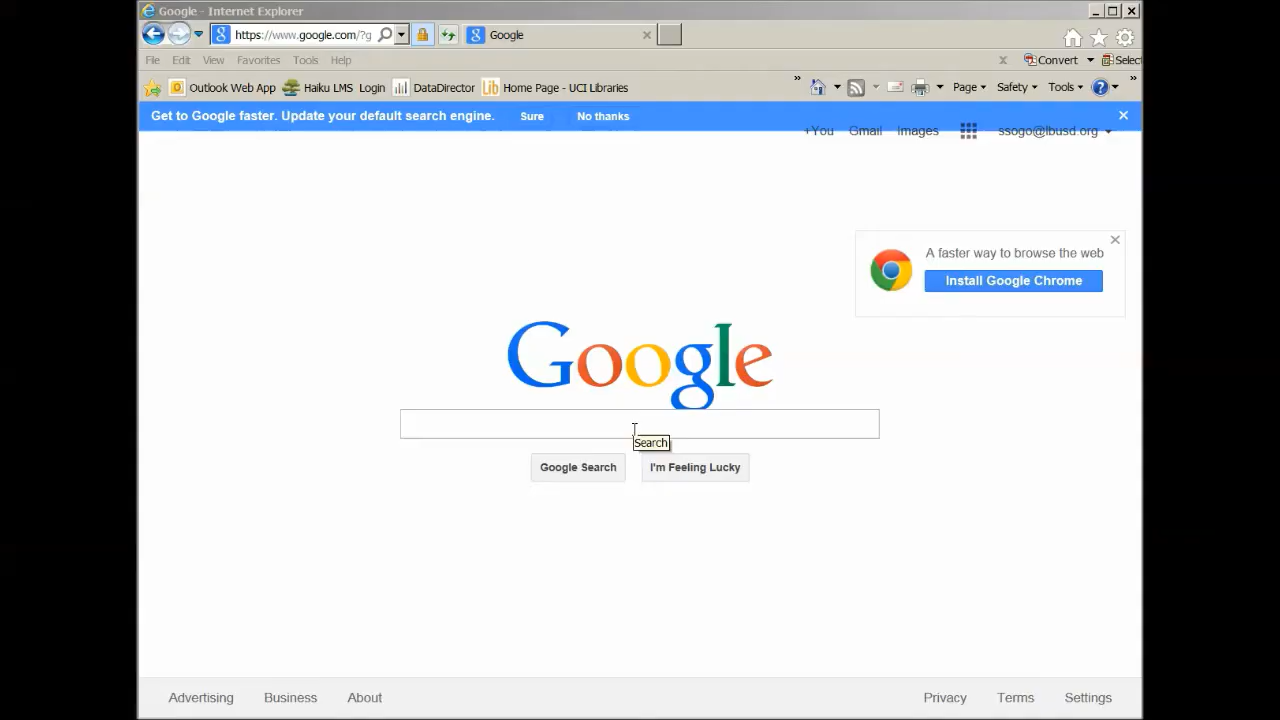 Google - Internet Explorer
https://www.google.com/?g
Google
File Edit View Favorites Tools Help
Convert Select
Outlook Web App Haiku LMS Login DataDirector Lib Home Page - UCI Libraries
Page Safety Tools
Get to Google faster. Update your default search engine. Sure No thanks
+You Gmail Images ssogo@lbusd.org
A faster way to browse the web
Install Google Chrome
Google
Search
Google Search I'm Feeling Lucky
Advertising Business About Privacy Terms Settings